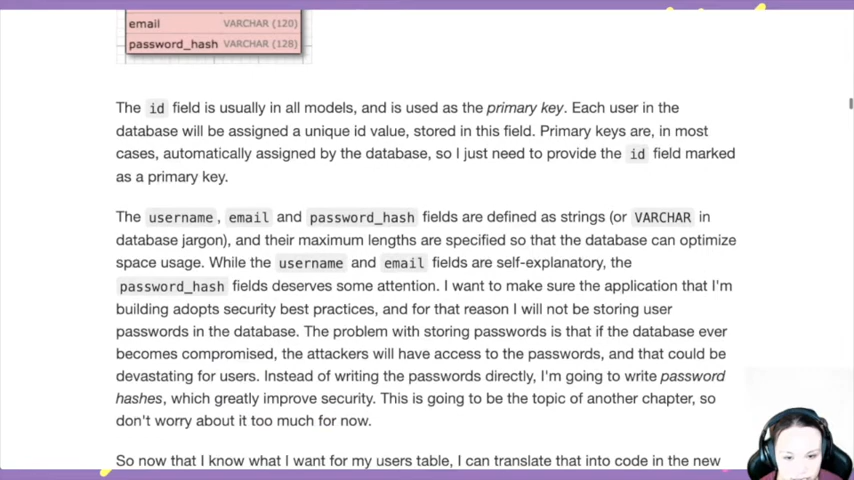 email VARCHAR (120)
password_hash VARCHAR (128)
The id field is usually in all models, and is used as the primary key. Each user in the
database will be assigned a unique id value, stored in this field. Primary keys are, in most
cases, automatically assigned by the database, so I just need to provide the id field marked
as a primary key.
The username, email and password_hash fields are defined as strings (or VARCHAR in
database jargon), and their maximum lengths are specified so that the database can optimize
space usage. While the username and email fields are self-explanatory, the
password_hash fields deserves some attention. I want to make sure the application that I'm
building adopts security best practices, and for that reason I will not be storing user
passwords in the database. The problem with storing passwords is that if the database ever
becomes compromised, the attackers will have access to the passwords, and that could be
devastating for users. Instead of writing the passwords directly, I'm going to write password
hashes, which greatly improve security. This is going to be the topic of another chapter, so
don't worry about it too much for now.
So now that I know what I want for my users table, I can translate that into code in the new